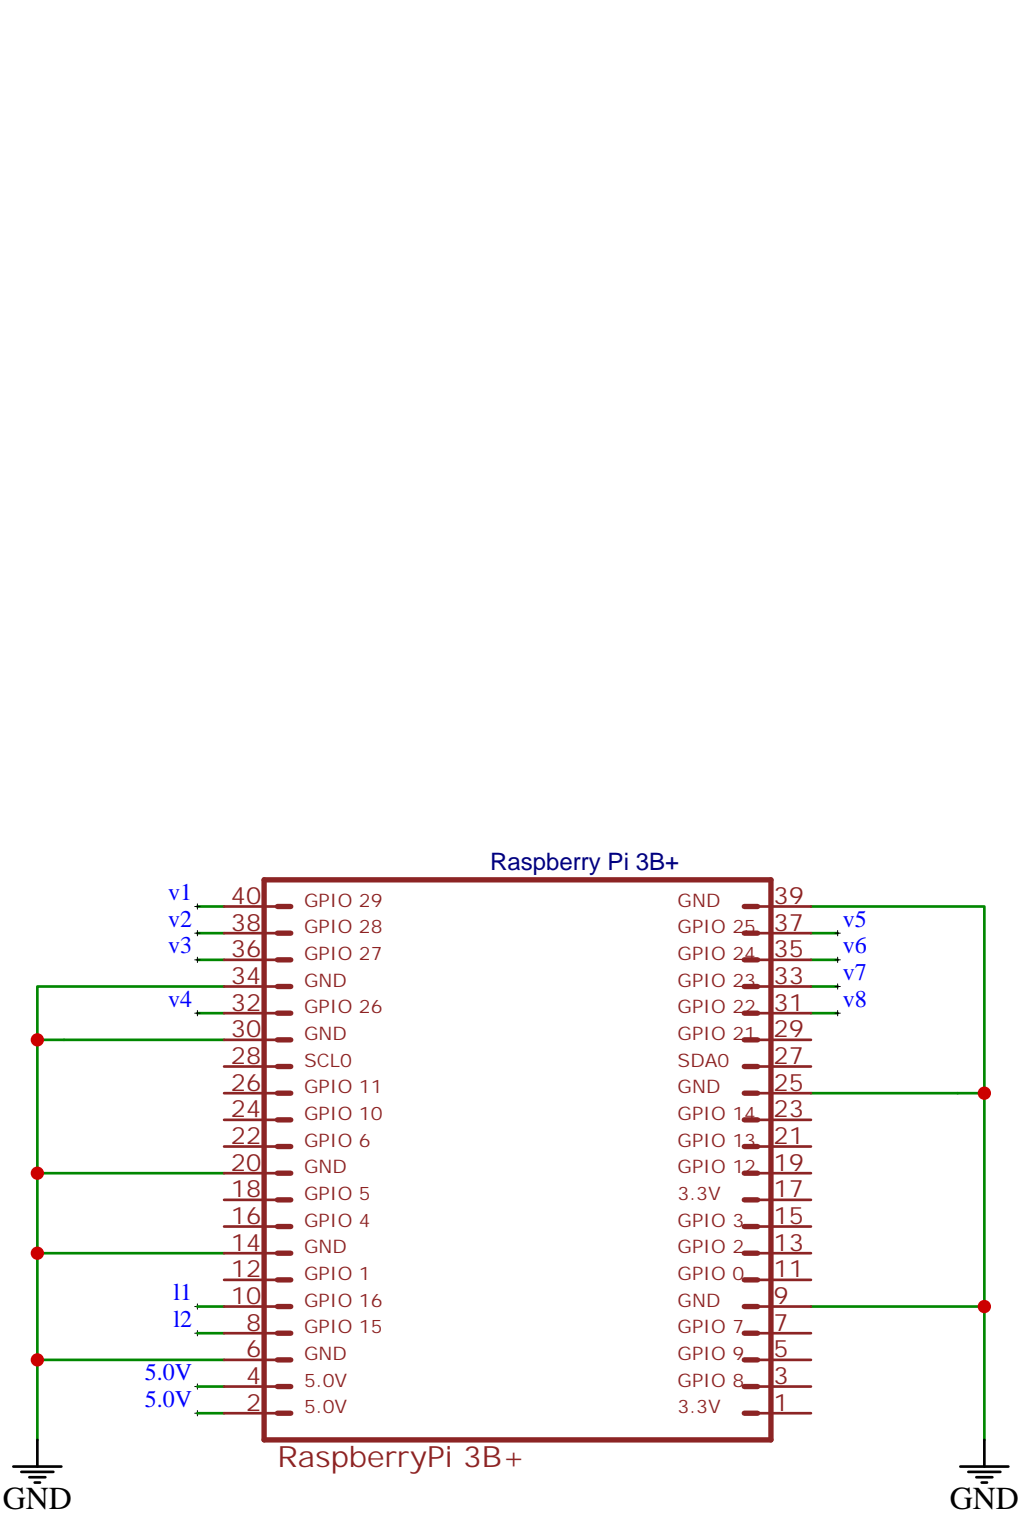 Raspberry Pi 3B+
v1 40 GPIO 29 GND 39
v2 38 GPIO 28 GPIO 25 37 v5
v3 36 GPIO 27 GPIO 24 35 v6
34 GND GPIO 23 33 v7
v4 32 GPIO 26 GPIO 22 31 v8
30 GND GPIO 21 29
28 SCL0 SDA0 27
26 GPIO 11 GND 25
24 GPIO 10 GPIO 14 23
22 GPIO 6 GPIO 13 21
20 GND GPIO 12 19
18 GPIO 5 3.3V 17
16 GPIO 4 GPIO 3 15
14 GND GPIO 2 13
12 GPIO 1 GPIO 0 11
l1 10 GPIO 16 GND 9
l2 8 GPIO 15 GPIO 7 7
6 GND GPIO 9 5
5.0V 4 5.0V GPIO 8 3
5.0V 2 5.0V 3.3V 1
RaspberryPi 3B+
GND GND